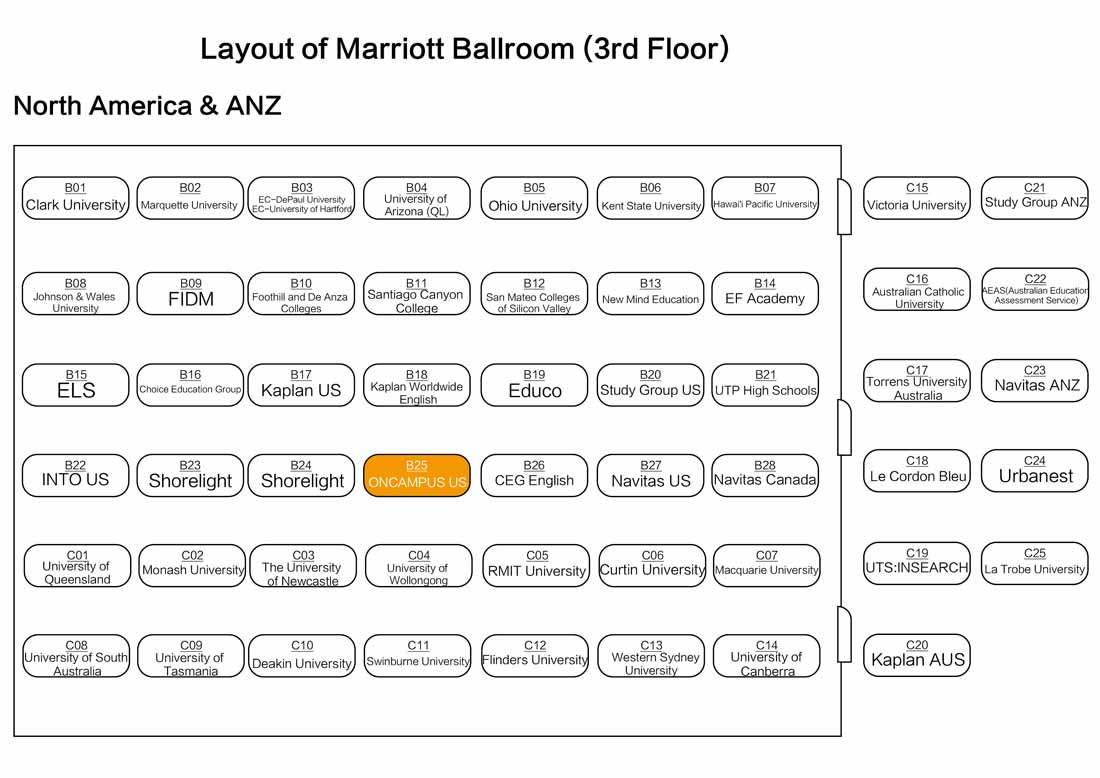 Layout of Marriott Ballroom (3rd Floor)
North America & ANZ
B01
Clark University
B02
Marquette University
B03
EC-DePaul University
EC-University of Hartford
B04
University of
Arizona (QL)
B05
Ohio University
B06
Kent State University
B07
Hawai'i Pacific University
C15
Victoria University
C21
Study Group ANZ
B08
Johnson & Wales
University
B09
FIDM
B10
Foothill and De Anza
Colleges
B11
Santiago Canyon
College
B12
San Mateo Colleges
of Silicon Valley
B13
New Mind Education
B14
EF Academy
C16
Australian Catholic
University
C22
AEAS(Australian Education
Assessment Service)
B15
ELS
B16
Choice Education Group
B17
Kaplan US
B18
Kaplan Worldwide
English
B19
Educo
B20
Study Group US
B21
UTP High Schools
C17
Torrens University
Australia
C23
Navitas ANZ
B22
INTO US
B23
Shorelight
B24
Shorelight
B25
ONCAMPUS US
B26
CEG English
B27
Navitas US
B28
Navitas Canada
C18
Le Cordon Bleu
C24
Urbanest
C01
University of
Queensland
C02
Monash University
C03
The University
of Newcastle
C04
University of
Wollongong
C05
RMIT University
C06
Curtin University
C07
Macquarie University
C19
UTS:INSEARCH
C25
La Trobe University
C08
University of South
Australia
C09
University of
Tasmania
C10
Deakin University
C11
Swinburne University
C12
Flinders University
C13
Western Sydney
University
C14
University of
Canberra
C20
Kaplan AUS